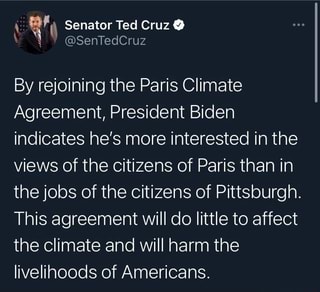 Senator Ted Cruz
@SenTedCruz
By rejoining the Paris Climate
Agreement, President Biden
indicates he's more interested in the
views of the citizens of Paris than in
the jobs of the citizens of Pittsburgh.
This agreement will do little to affect
the climate and will harm the
livelihoods of Americans.